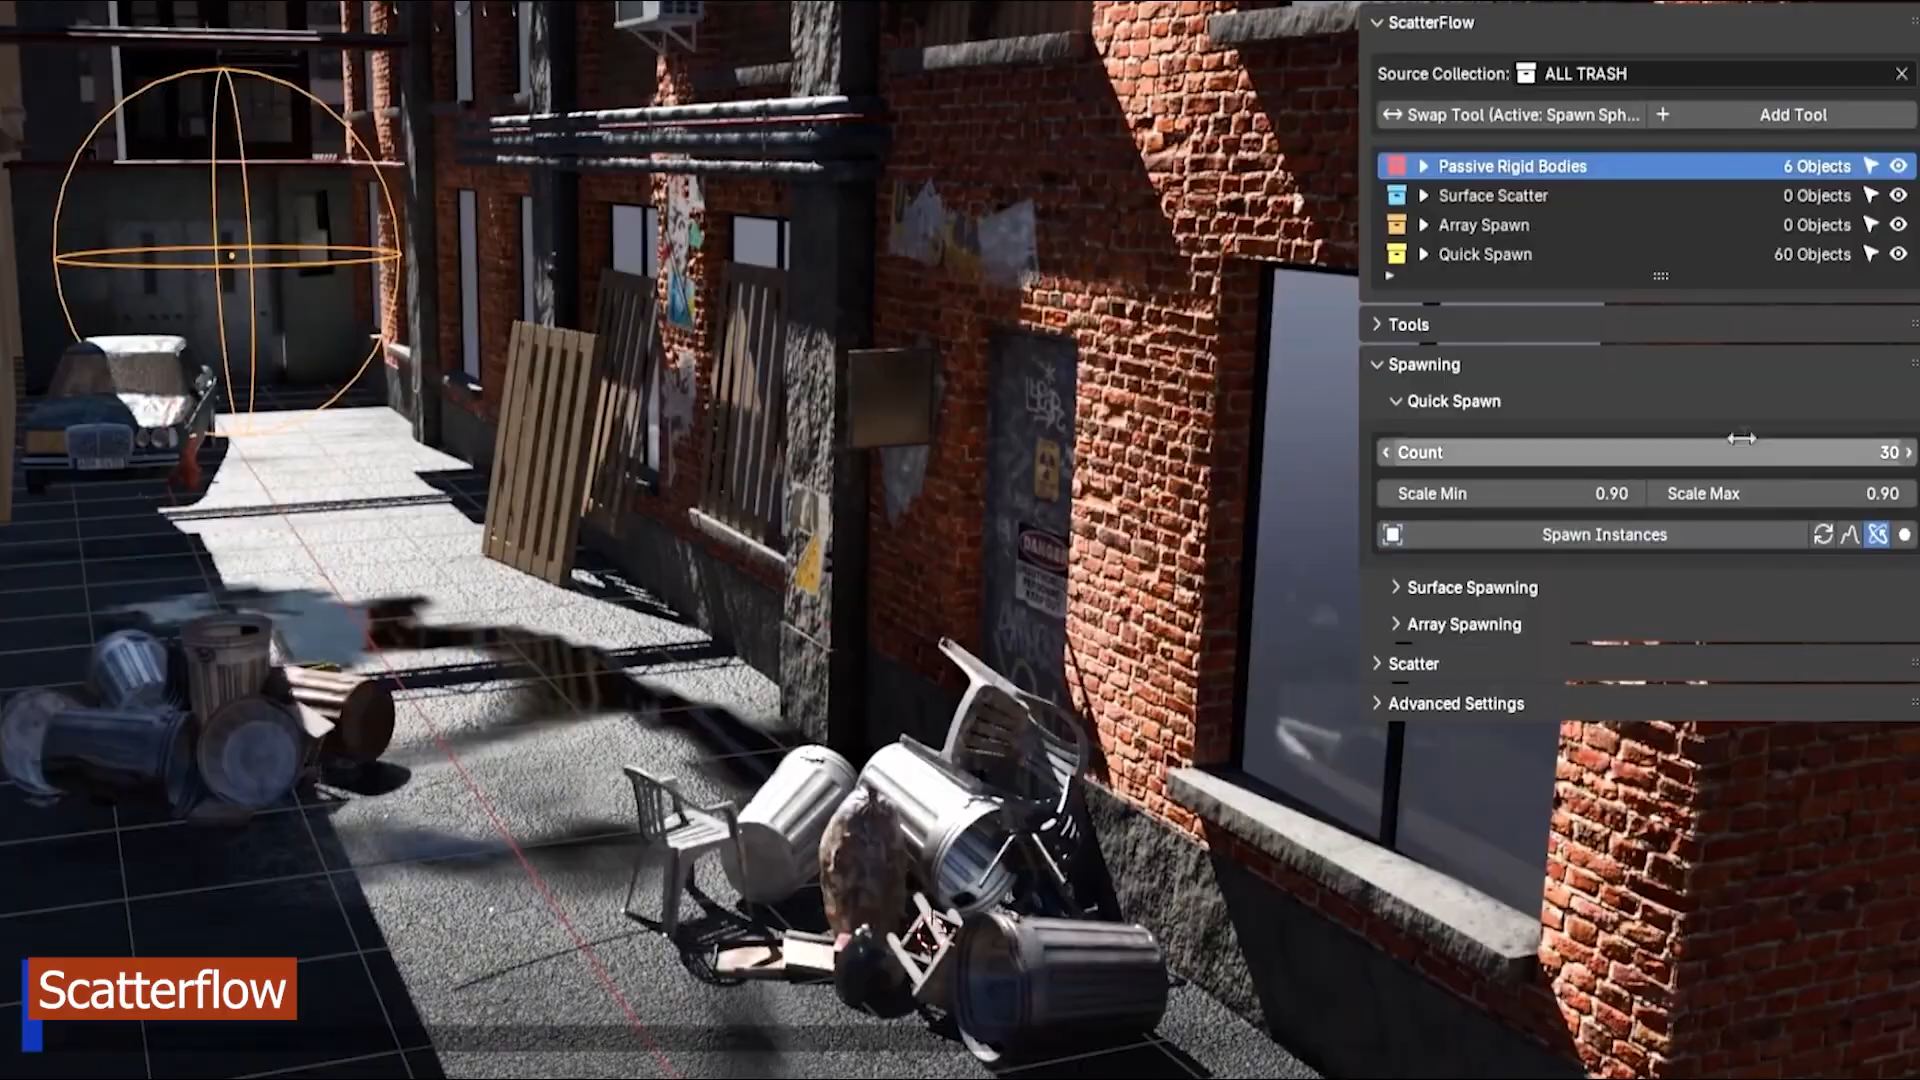 ScatterFlow
Source Collection: ALL TRASH
Swap Tool (Active: Spawn Sph...
Add Tool
Passive Rigid Bodies 6 Objects
Surface Scatter 0 Objects
Array Spawn 0 Objects
Quick Spawn 60 Objects
Tools
Spawning
Quick Spawn
Count 30
Scale Min 0.90 Scale Max 0.90
Spawn Instances
Surface Spawning
Array Spawning
Scatter
Advanced Settings
DANGER
Scatterflow